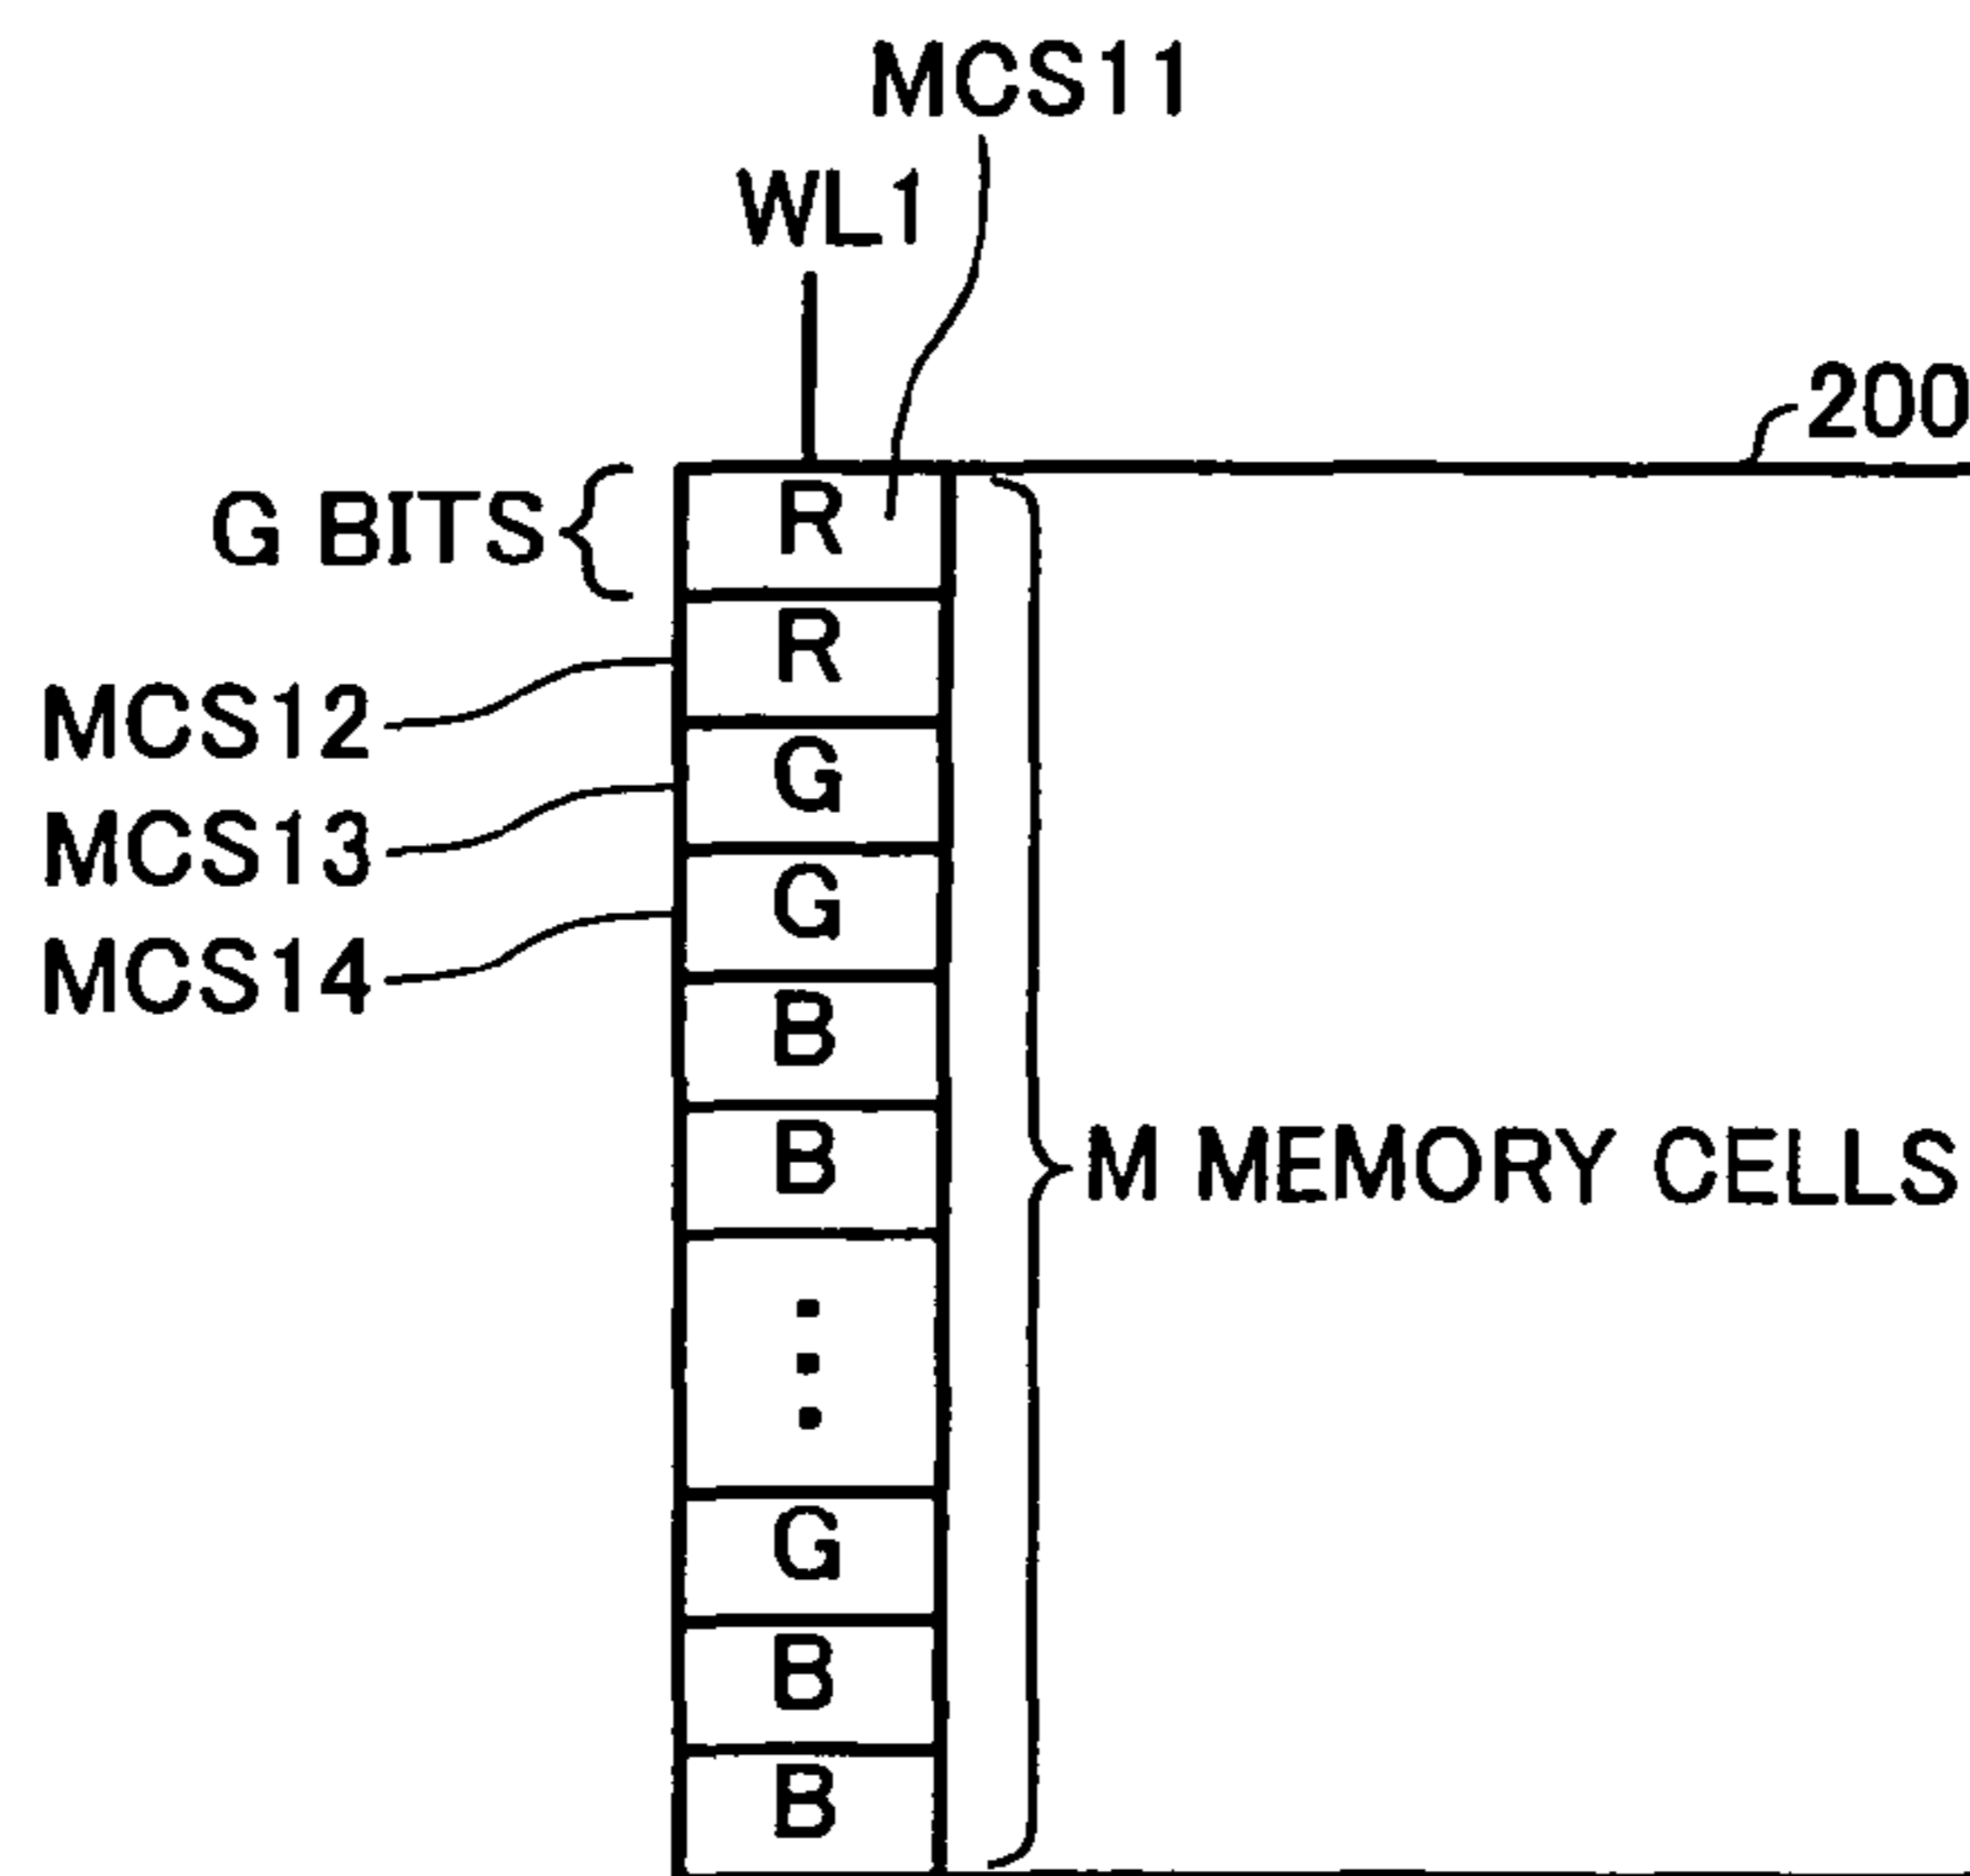 MCS11
WL1
200
G BITS
R
R
MCS12
G
MCS13
G
MCS14
B
B
M MEMORY CELLS
G
B
B